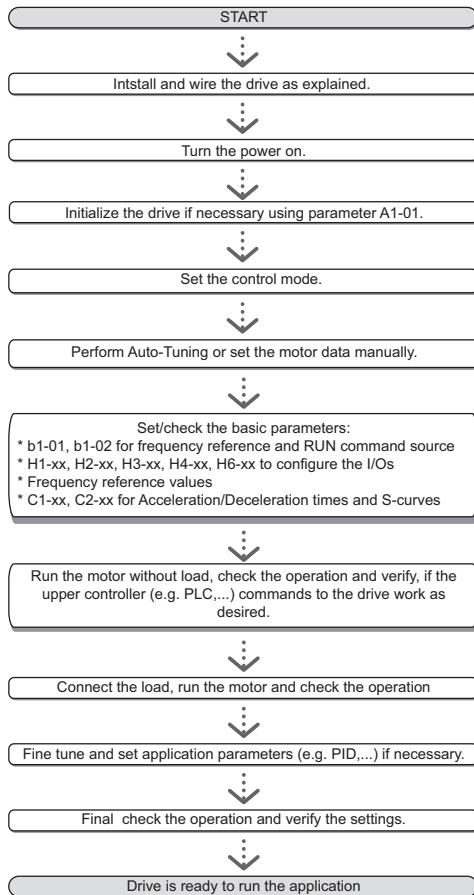 START
Intstall and wire the drive as explained.
Turn the power on.
Initialize the drive if necessary using parameter A1-01.
Set the control mode.
Perform Auto-Tuning or set the motor data manually.
Set/check the basic parameters:
* b1-01, b1-02 for frequency reference and RUN command source
* H1-xx, H2-xx, H3-xx, H4-xx, H6-xx to configure the I/Os
* Frequency reference values
* C1-xx, C2-xx for Acceleration/Deceleration times and S-curves
Run the motor without load, check the operation and verify, if the
upper controller (e.g. PLC,...) commands to the drive work as
desired.
Connect the load, run the motor and check the operation
Fine tune and set application parameters (e.g. PID,...) if necessary.
Final check the operation and verify the settings.
Drive is ready to run the application